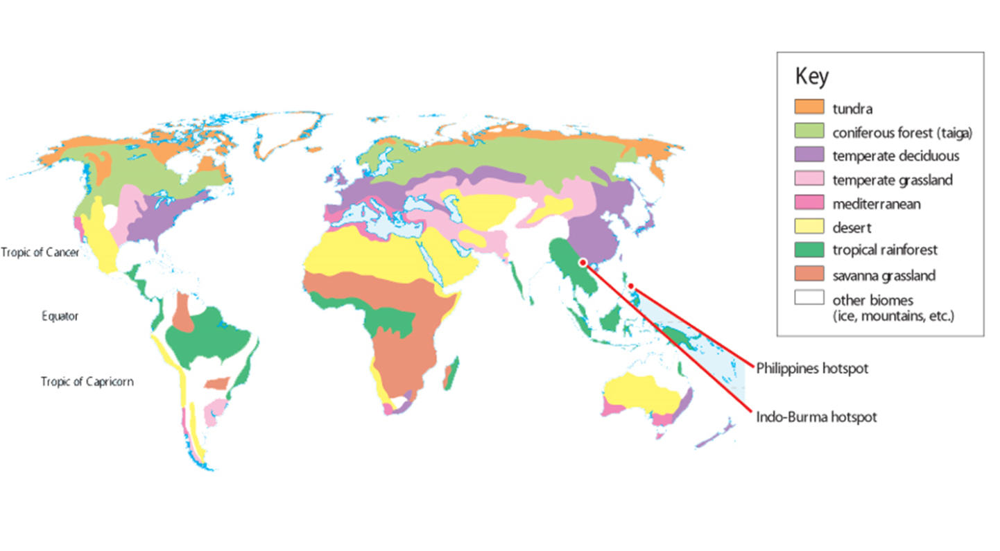 Key
tundra
coniferous forest (taiga)
temperate deciduous
temperate grassland
mediterranean
desert
tropical rainforest
savanna grassland
other biomes
(ice, mountains, etc.)
Tropic of Cancer
Equator
Tropic of Capricorn
Philippines hotspot
Indo-Burma hotspot